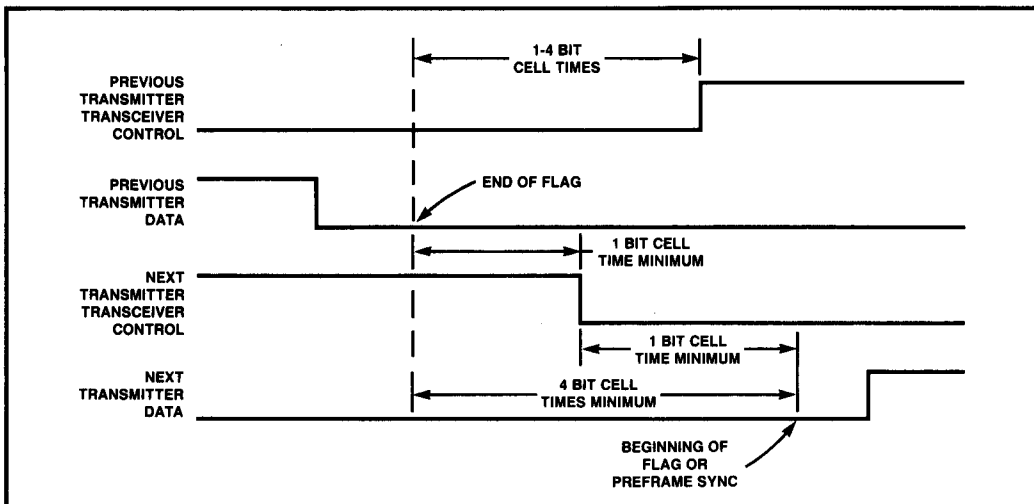 1-4 BIT
CELL TIMES
PREVIOUS
TRANSMITTER
TRANSCEIVER
CONTROL
PREVIOUS
TRANSMITTER
DATA
END OF FLAG
1 BIT CELL
TIME MINIMUM
NEXT
TRANSMITTER
TRANSCEIVER
CONTROL
1 BIT CELL
TIME MINIMUM
NEXT
TRANSMITTER
DATA
4 BIT CELL
TIMES MINIMUM
BEGINNING OF
FLAG OR
PREFRAME SYNC